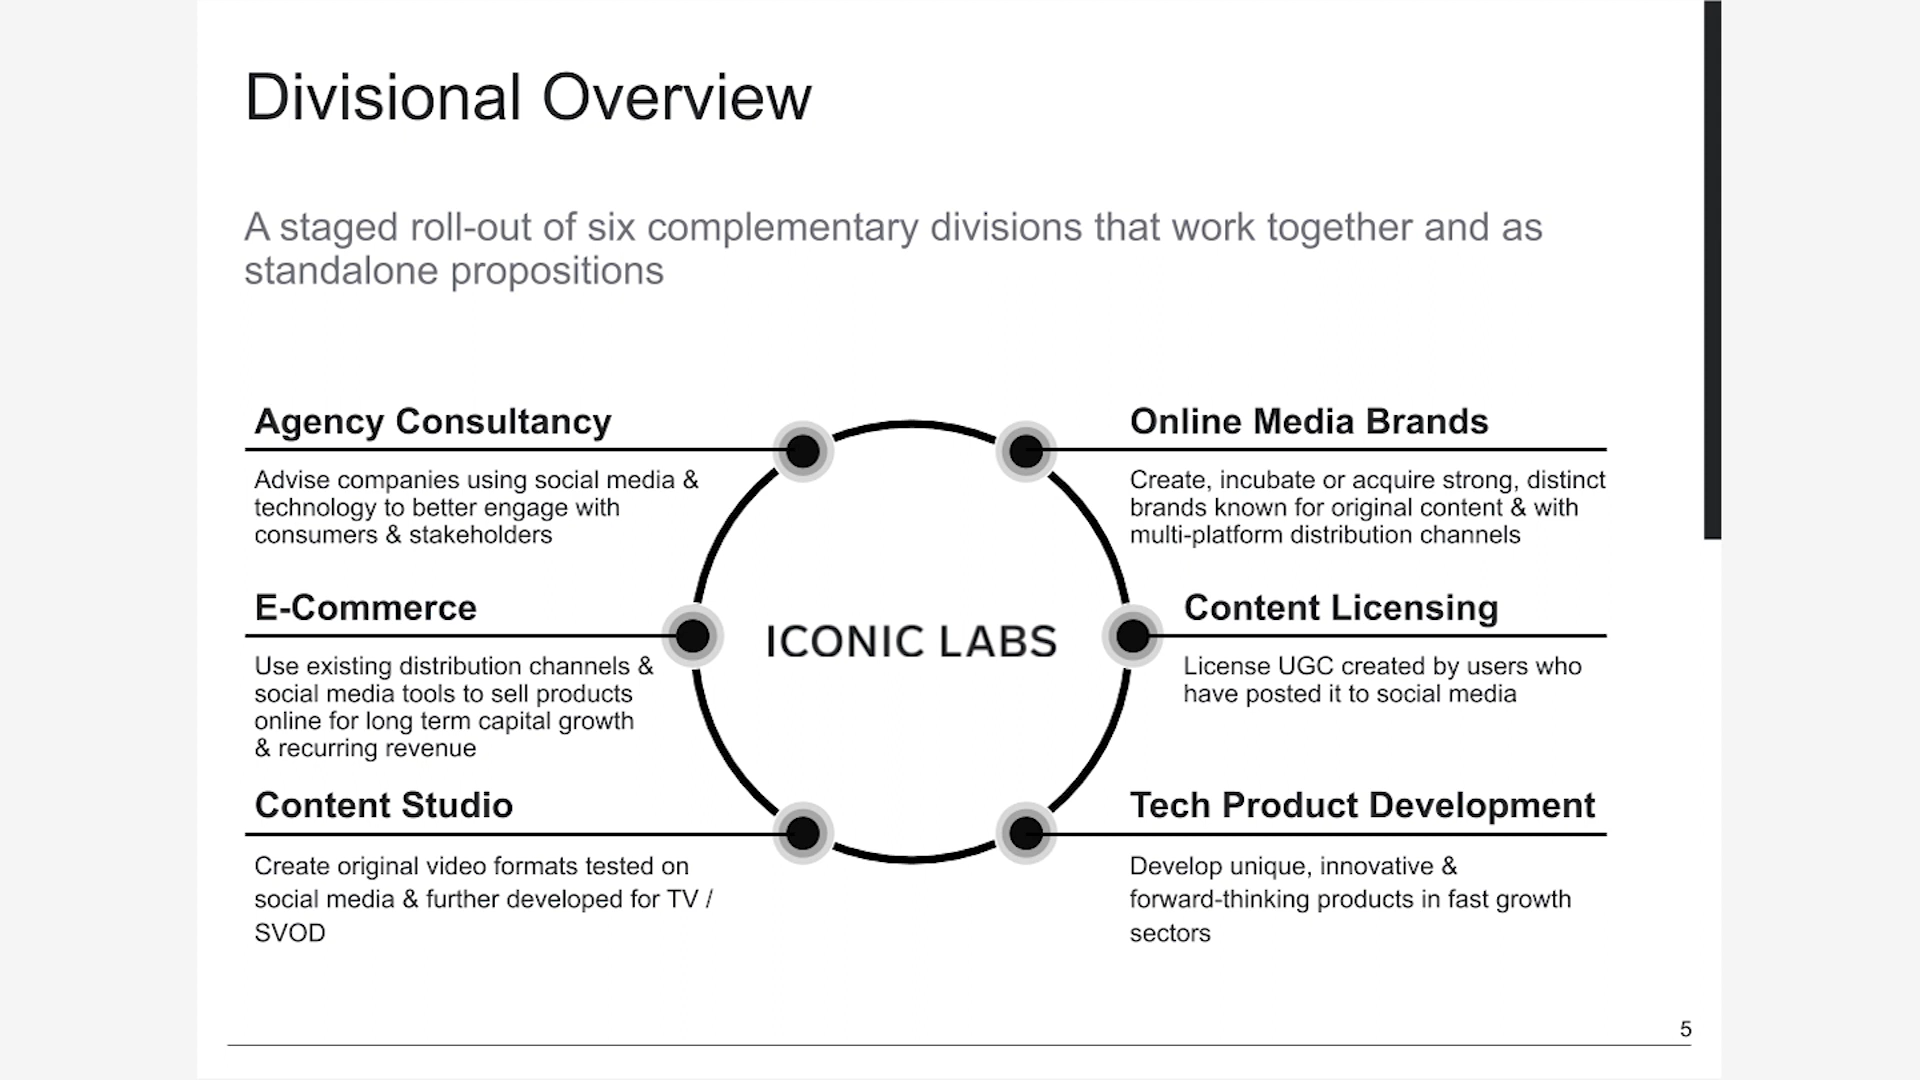 Divisional Overview
A staged roll-out of six complementary divisions that work together and as
standalone propositions
Agency Consultancy
Advise companies using social media &
technology to better engage with
consumers & stakeholders
E-Commerce
Use existing distribution channels &
social media tools to sell products
online for long term capital growth
& recurring revenue
Content Studio
Create original video formats tested on
social media & further developed for TV /
SVOD
ICONIC LABS
Online Media Brands
Create, incubate or acquire strong, distinct
brands known for original content & with
multi-platform distribution channels
Content Licensing
License UGC created by users who
have posted it to social media
Tech Product Development
Develop unique, innovative &
forward-thinking products in fast growth
sectors
5